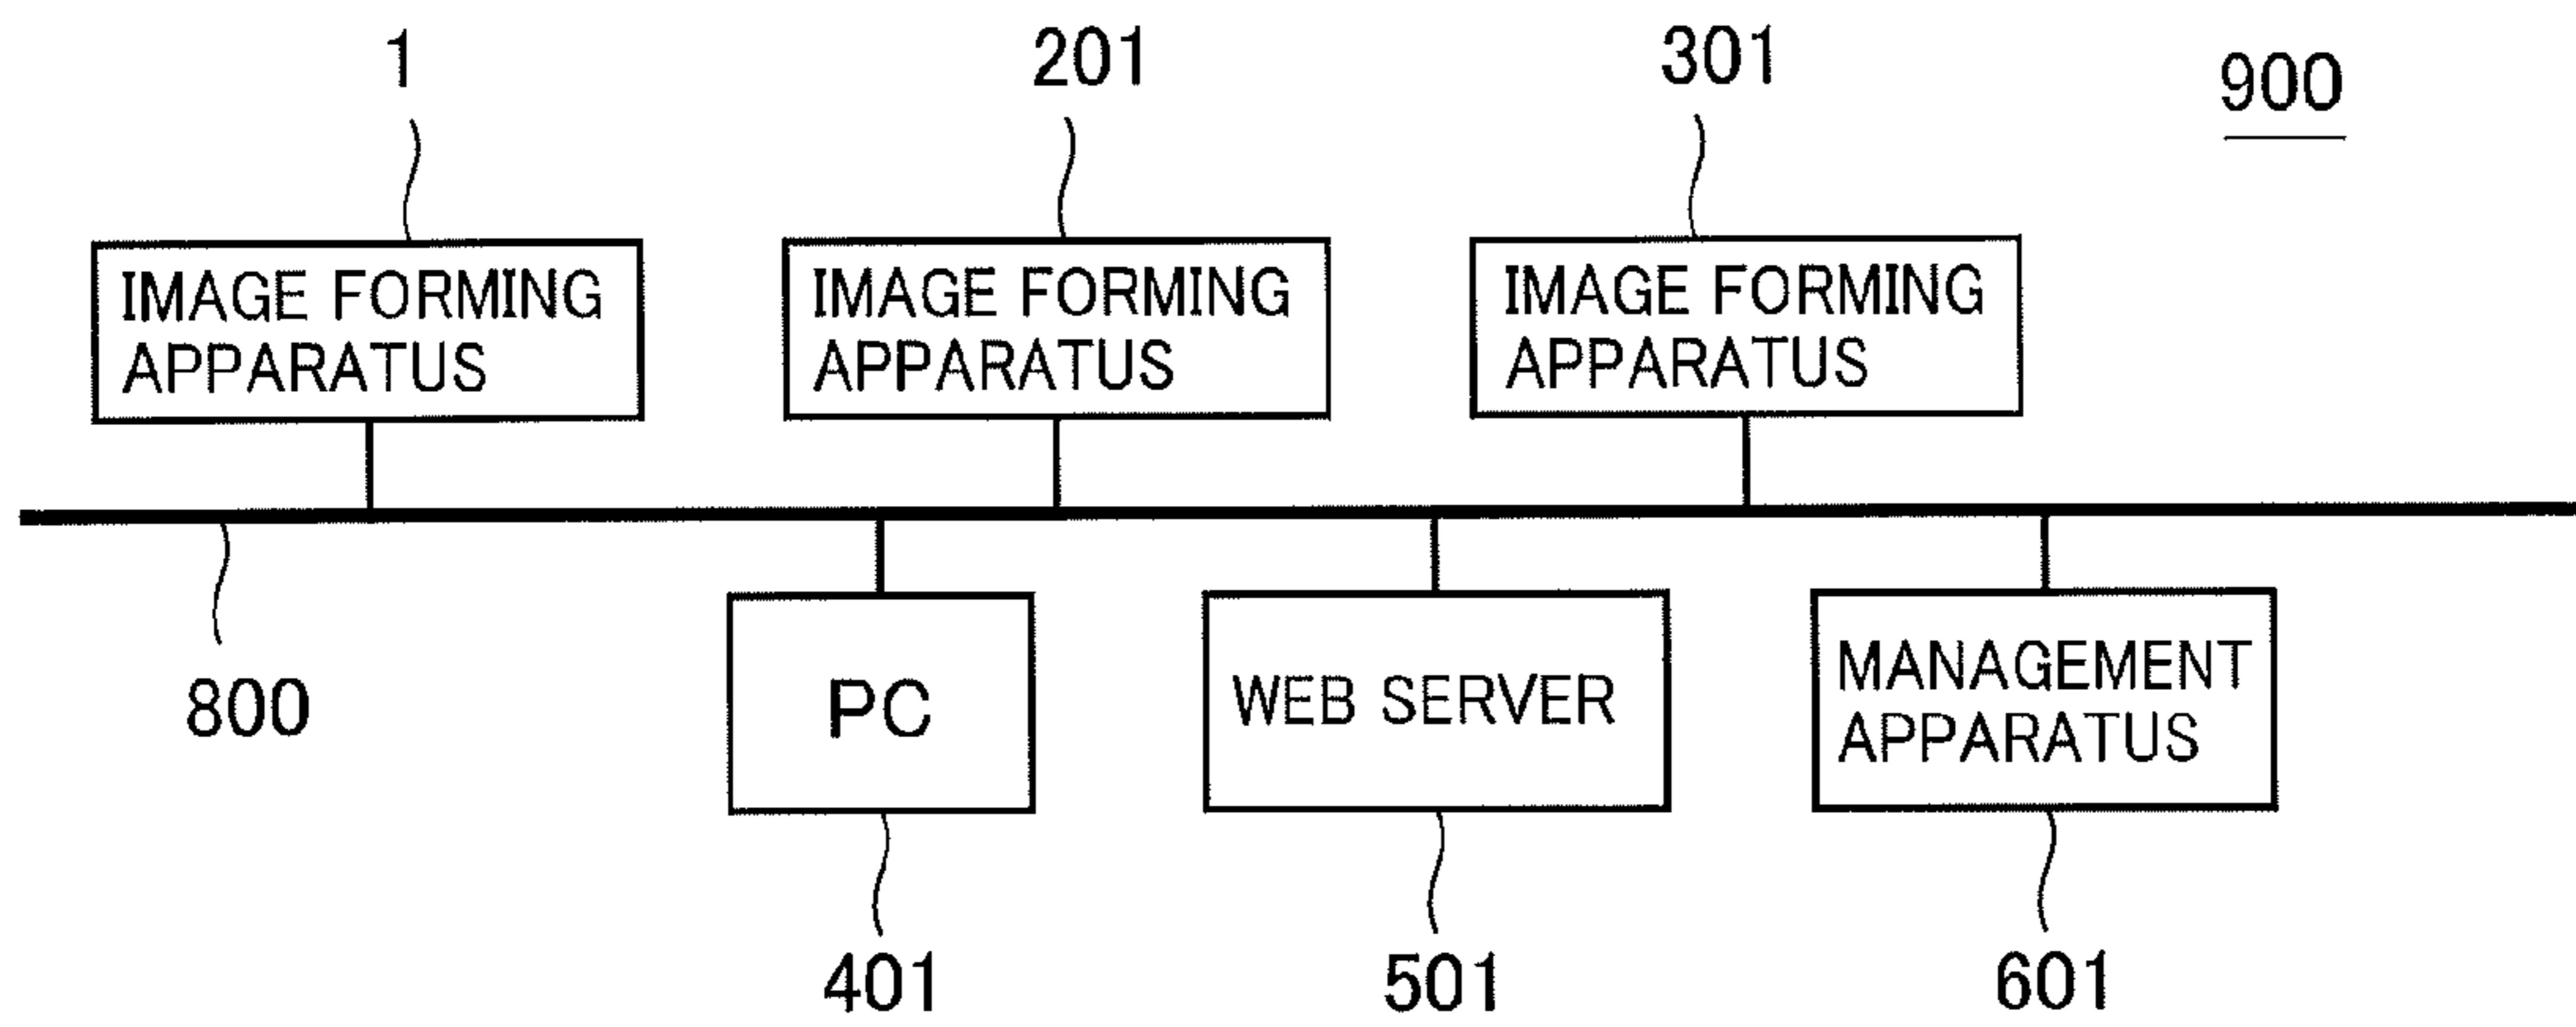 1
201
301
900
IMAGE FORMING
APPARATUS
IMAGE FORMING
APPARATUS
IMAGE FORMING
APPARATUS
800
PC
WEB SERVER
MANAGEMENT
APPARATUS
401
501
601